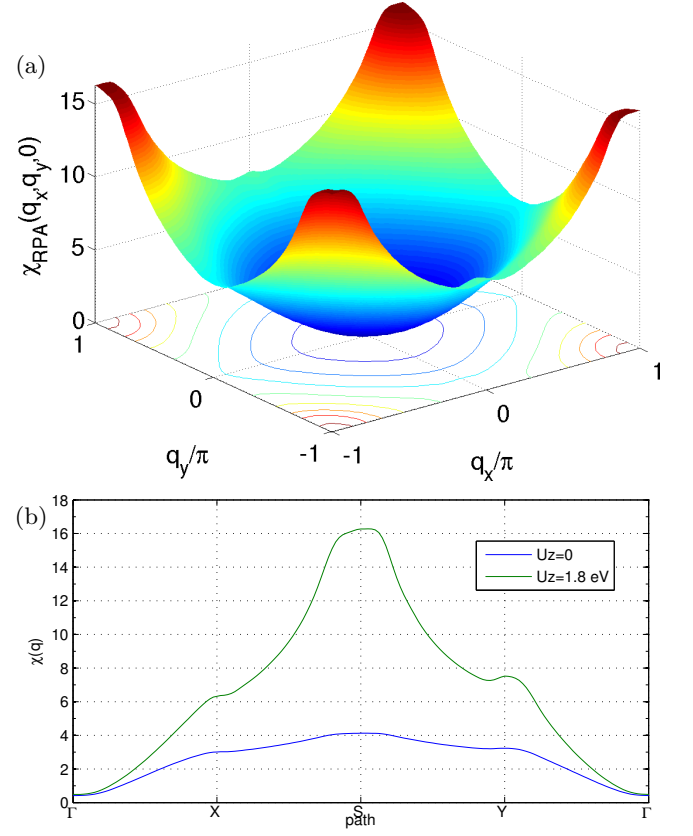 (a)
χRPA(qx,qy,0)
15
10
5
0
1
0
-1
qy/π
-1
0
1
qx/π
(b)
χ(q)
18
16
14
12
10
8
6
4
2
0
Uz=0
Uz=1.8 eV
Γ X S Y Γ
path